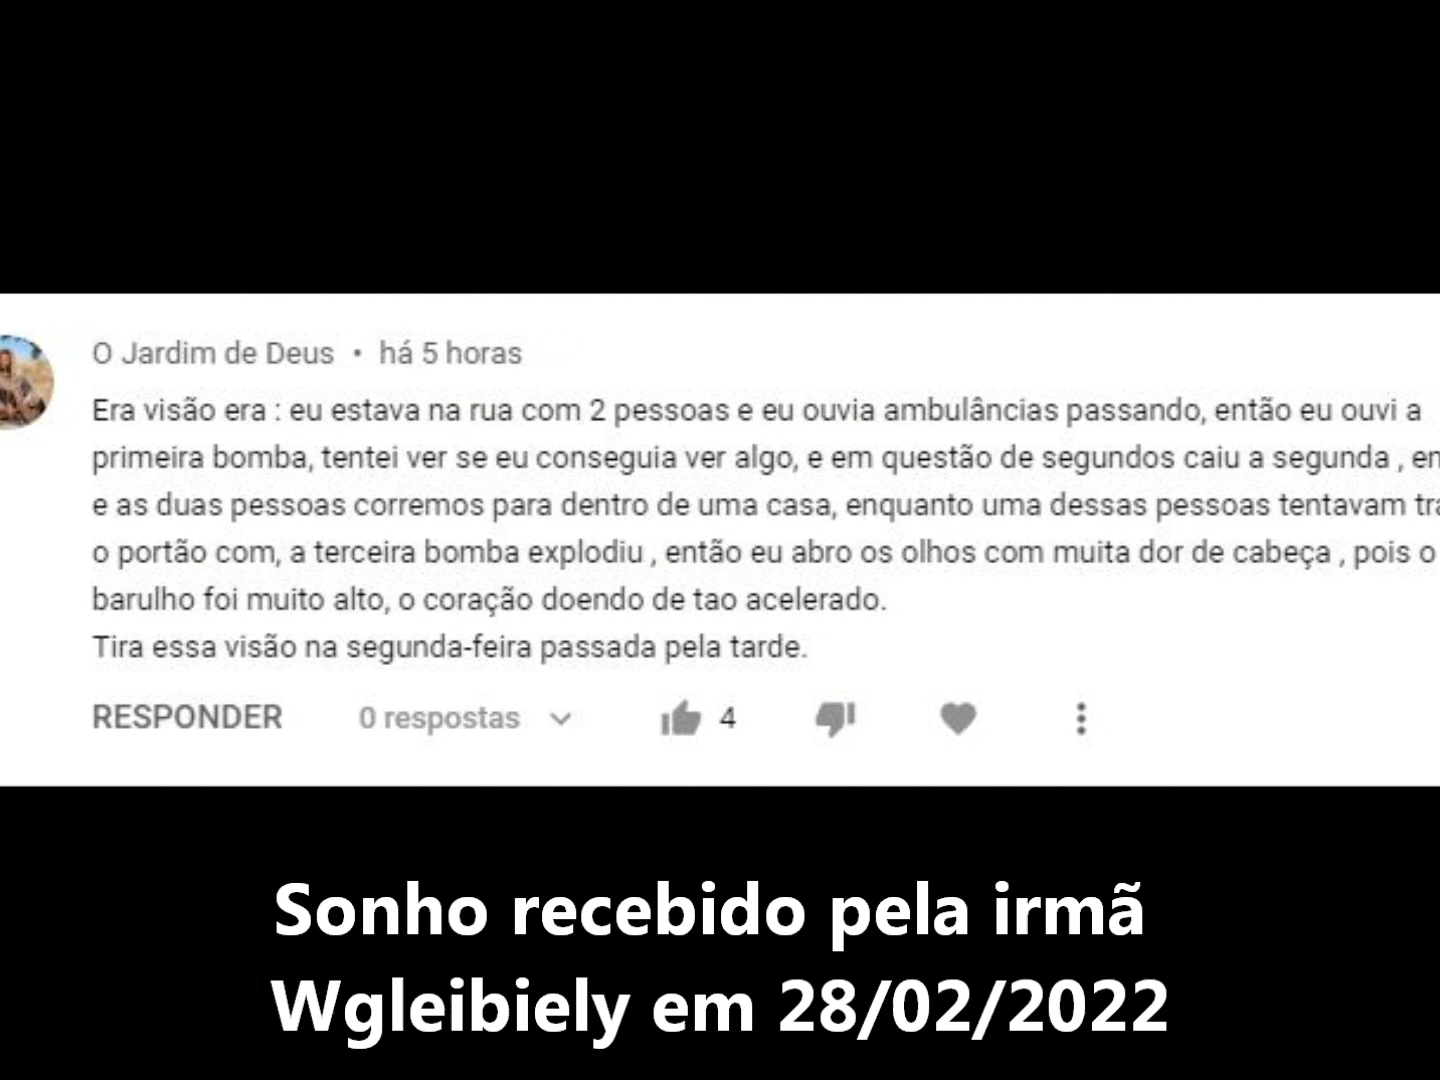 O Jardim de Deus • há 5 horas
Era visão era : eu estava na rua com 2 pessoas e eu ouvia ambulâncias passando, então eu ouvi a
primeira bomba, tentei ver se eu conseguia ver algo, e em questão de segundos caiu a segunda ,
e as duas pessoas corremos para dentro de uma casa, enquanto uma dessas pessoas tentavam
o portão com, a terceira bomba explodiu , então eu abro os olhos com muita dor de cabeça , pois o
barulho foi muito alto, o coração doendo de tao acelerado.
Tira essa visão na segunda-feira passada pela tarde.
RESPONDER 0 respostas 4
Sonho recebido pela irmã
Wgleibiely em 28/02/2022